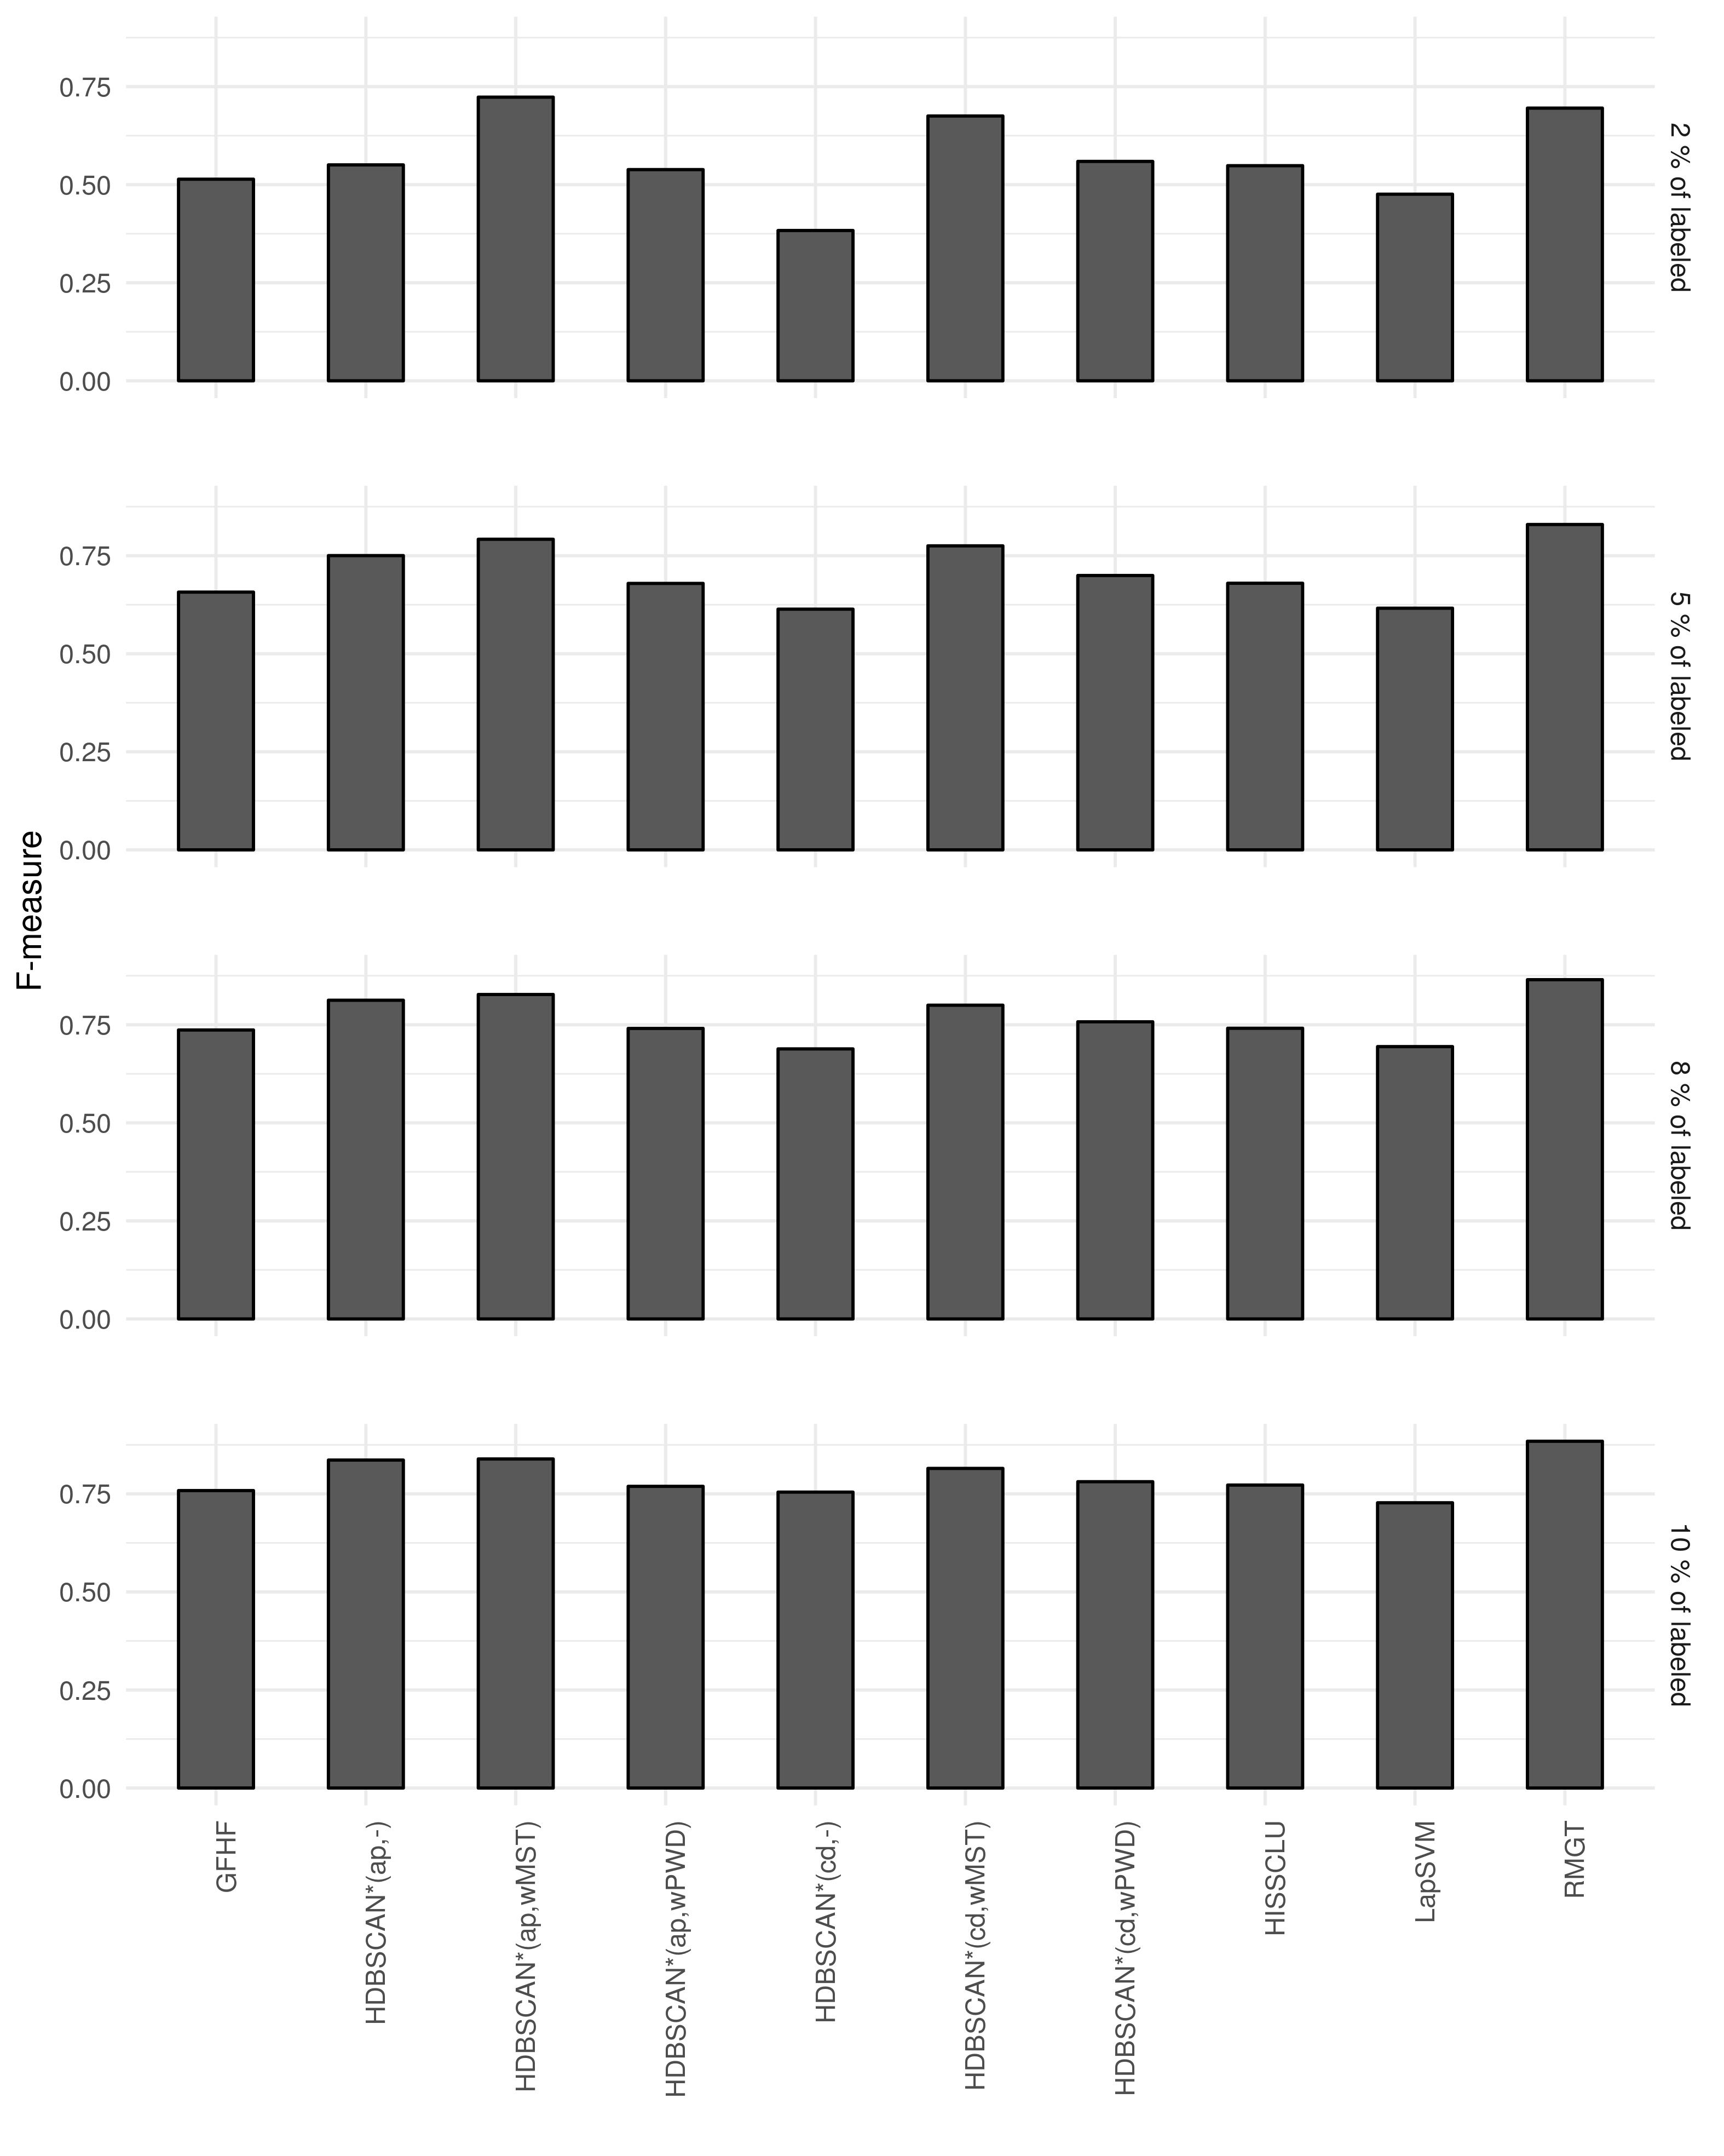 F-measure
0.75
0.50
0.25
0.00
2 % of labeled
0.75
0.50
0.25
0.00
5 % of labeled
0.75
0.50
0.25
0.00
8 % of labeled
0.75
0.50
0.25
0.00
10 % of labeled
GFHF
HDBSCAN*(ap,-)
HDBSCAN*(ap,wMST)
HDBSCAN*(ap,wPWD)
HDBSCAN*(cd,-)
HDBSCAN*(cd,wMST)
HDBSCAN*(cd,wPWD)
HISSCLU
LapSVM
RMGT